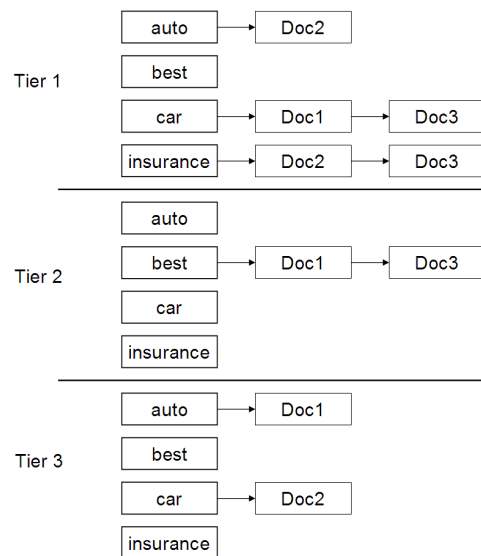 auto Doc2
best
Tier 1
car Doc1 Doc3
insurance Doc2 Doc3
auto
best Doc1 Doc3
Tier 2
car
insurance
auto Doc1
best
Tier 3
car Doc2
insurance